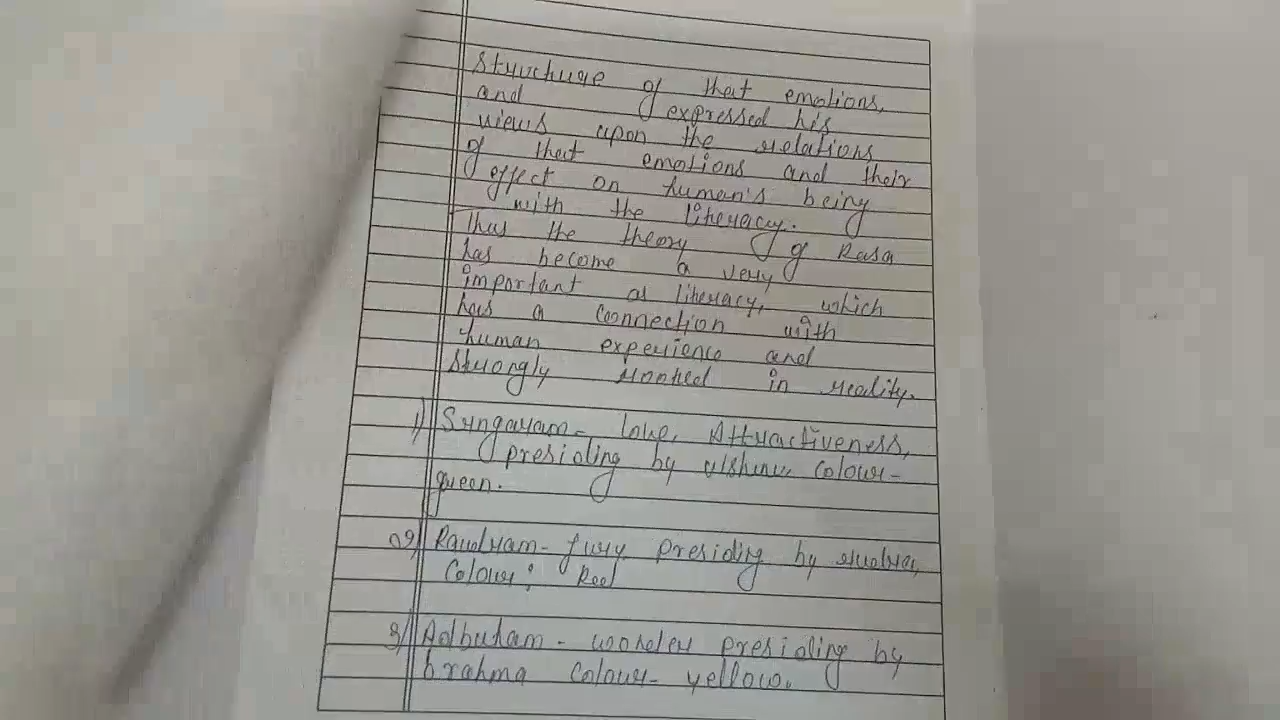 structure of that emotions,
and expressed his
views upon the relations
of that emotions and their
effect on human's being
with the literacy.
thus the theory of Rasa
has become a very
important as literacy, which
has a connection with
human experience and
strongly rooted in reality.
1) Srngaram - love, Attractiveness,
presiding by vishnu, colour-
green.
02) Raudram - fury presiding by rudra,
Colour: Red
3) Adbutam - wonder presiding by
brahma colour - yellow.